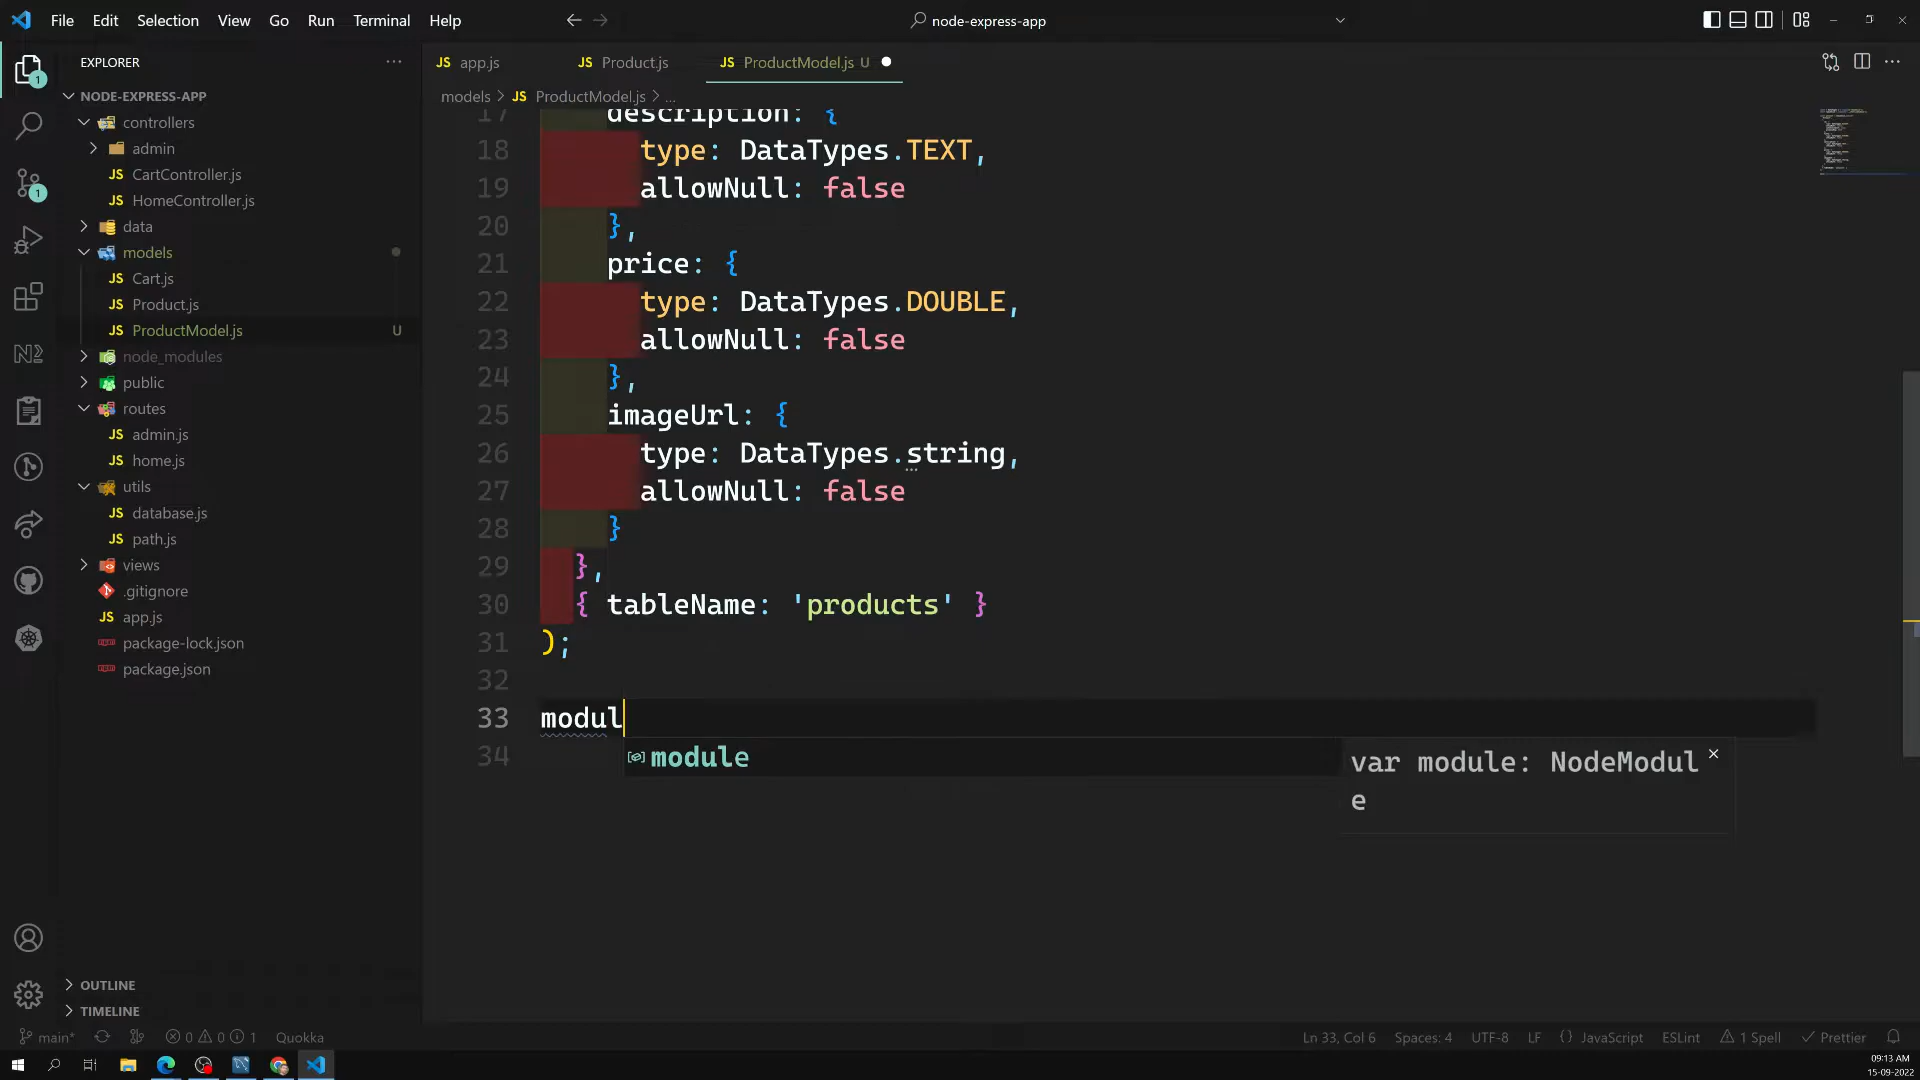 File Edit Selection View Go Run Terminal Help
node-express-app
EXPLORER
NODE-EXPRESS-APP
controllers
admin
JS CartController.js
JS HomeController.js
data
models
JS Cart.js
JS Product.js
JS ProductModel.js U
node_modules
public
routes
JS admin.js
JS home.js
utils
JS database.js
JS path.js
views
.gitignore
JS app.js
package-lock.json
package.json
OUTLINE
TIMELINE
1
1
JS app.js JS Product.js JS ProductModel.js U
models > JS ProductModel.js > ...
17 description: {
18 type: DataTypes.TEXT,
19 allowNull: false
20 },
21 price: {
22 type: DataTypes.DOUBLE,
23 allowNull: false
24 },
25 imageUrl: {
26 type: DataTypes.string,
27 allowNull: false
28 }
29 },
30 { tableName: 'products' }
31 );
32
33 modul
34
module
var module: NodeModul
e
main* 0 0 1 Quokka
Ln 33, Col 6 Spaces: 4 UTF-8 LF {} JavaScript ESLint 1 Spell Prettier
09:13 AM
15-09-2022